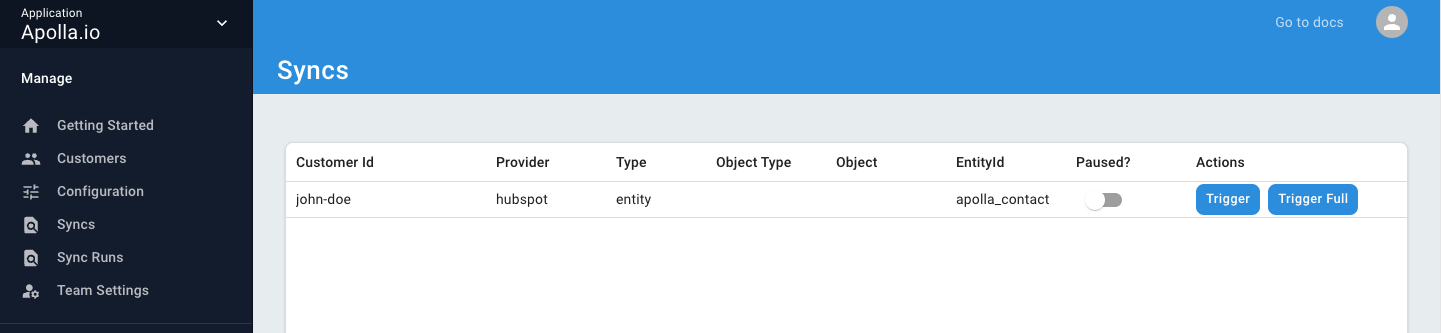 Application
Apolla.io
Go to docs
Syncs
Manage
Getting Started
Customers
Configuration
Syncs
Sync Runs
Team Settings
Customer Id Provider Type Object Type Object EntityId Paused? Actions
john-doe hubspot entity apolla_contact Trigger Trigger Full